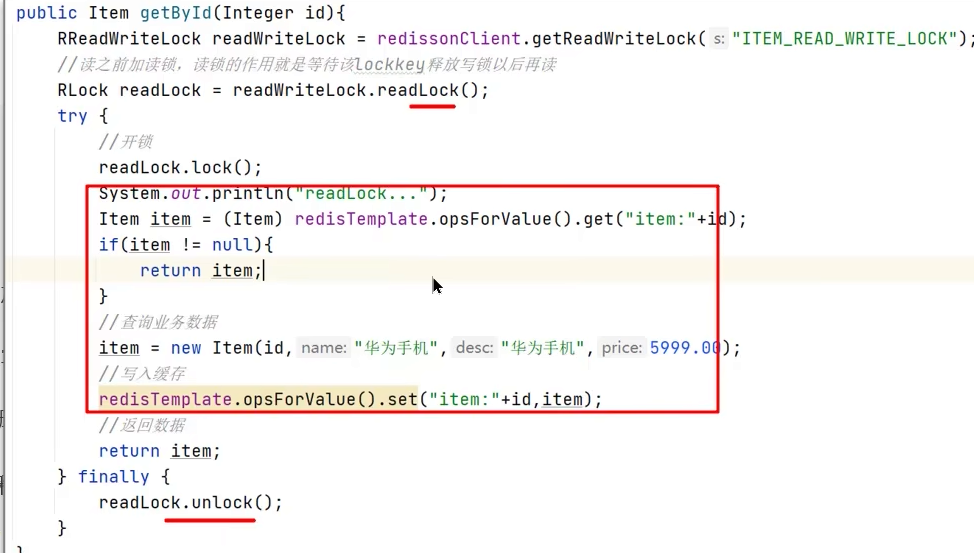 public Item getById(Integer id){
RReadWriteLock readWriteLock = redissonClient.getReadWriteLock( s: "ITEM_READ_WRITE_LOCK");
//读之前加读锁，读锁的作用就是等待该lockkey释放写锁以后再读
RLock readLock = readWriteLock.readLock();
try {
//开锁
readLock.lock();
System.out.println("readLock...");
Item item = (Item) redisTemplate.opsForValue().get("item:"+id);
if(item != null){
return item;
}
//查询业务数据
item = new Item(id, name: "华为手机", desc: "华为手机", price: 5999.00);
//写入缓存
redisTemplate.opsForValue().set("item:"+id,item);
//返回数据
return item;
} finally {
readLock.unlock();
}